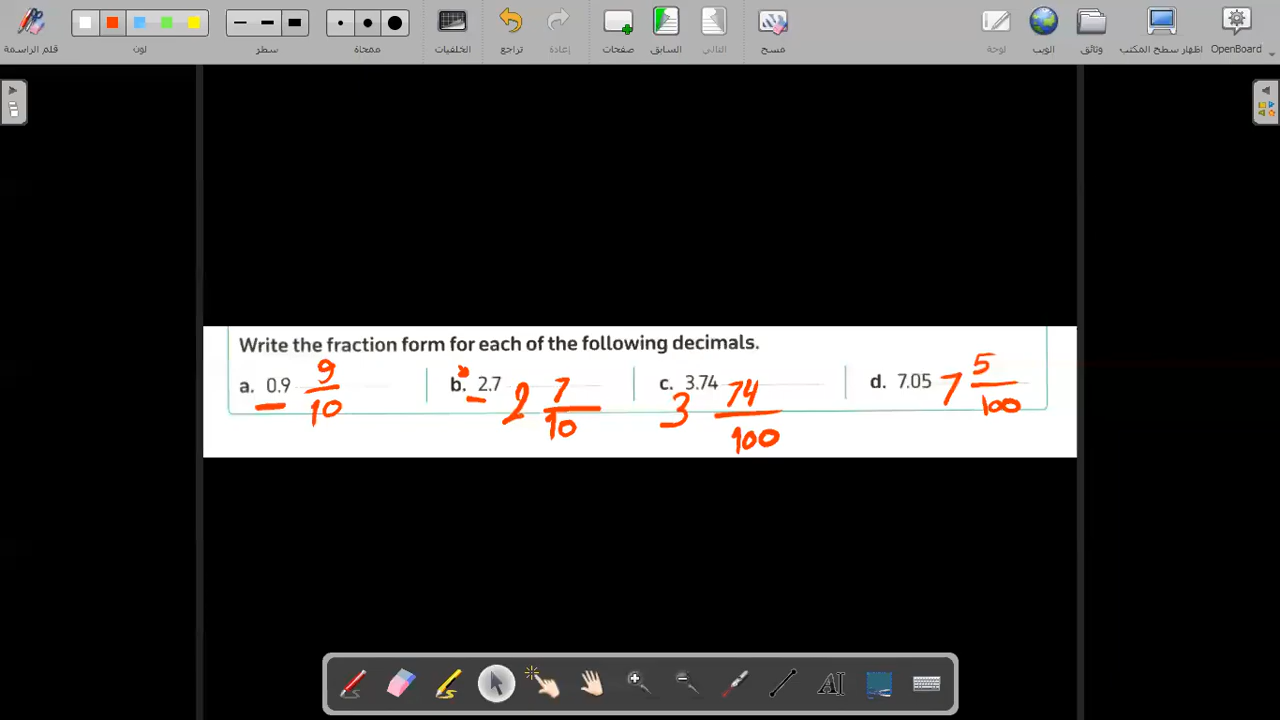 قلم الراسمة
لون
سطر
ممحاة
الخلفيات
تراجع
إعادة
صفحات
السابق
التالي
مسح
لوحة
الويب
وثائق
اظهار سطح المكتب
OpenBoard
Write the fraction form for each of the following decimals.
a. 0.9 9/10
b. 2.7 2 7/10
c. 3.74 3 74/100
d. 7.05 7 5/100